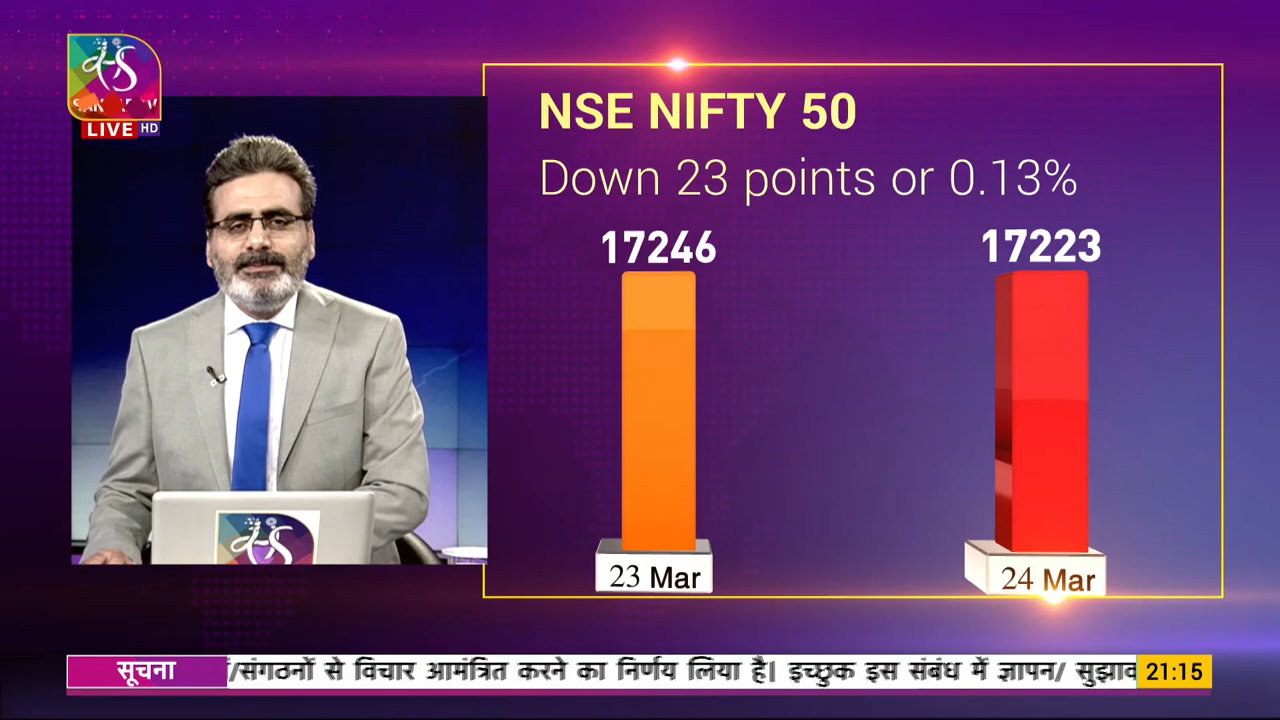 LIVE HD
NSE NIFTY 50
Down 23 points or 0.13%
17246
17223
23 Mar
24 Mar
सूचना
/संगठनों से विचार आमंत्रित करने का निर्णय लिया है। इच्छुक इस संबंध में ज्ञापन/ सुझाव
21:15